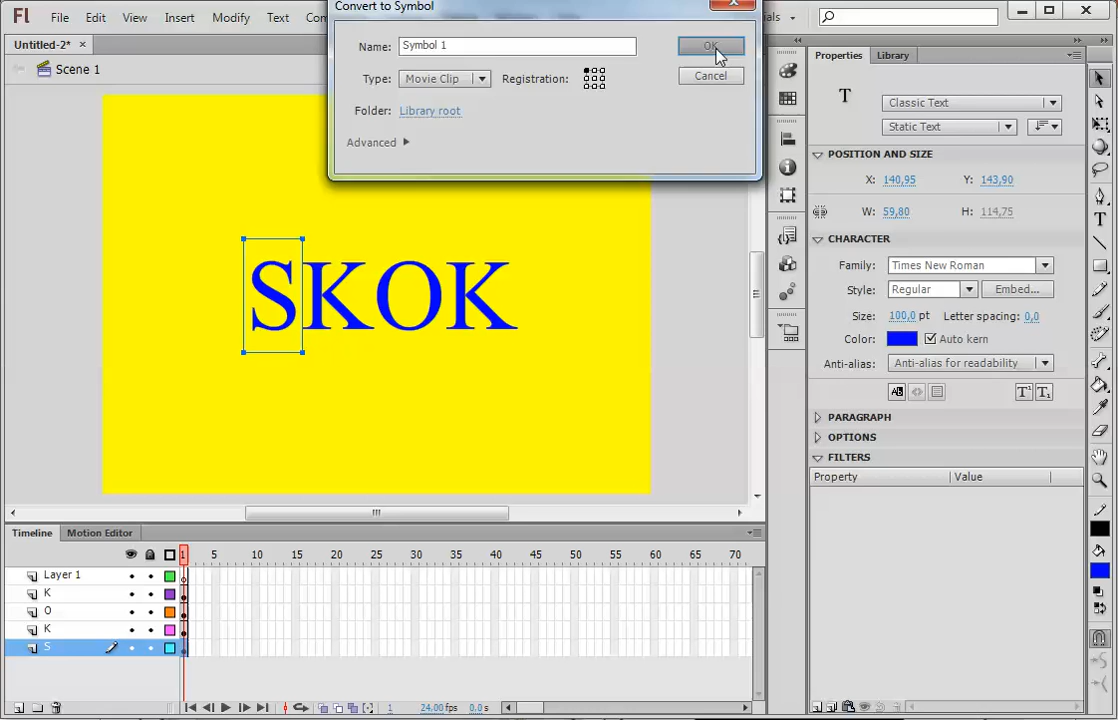 Fl File Edit View Insert Modify Text
Convert to Symbol
Untitled-2* ×
Scene 1
Name: Symbol 1
OK
Type: Movie Clip Registration:
Cancel
Folder: Library root
Advanced
SKOK
Properties Library
T
Classic Text
Static Text
POSITION AND SIZE
X: 140,95 Y: 143,90
W: 59,80 H: 114,75
CHARACTER
Family: Times New Roman
Style: Regular Embed...
Size: 100,0 pt Letter spacing: 0,0
Color: Auto kern
Anti-alias: Anti-alias for readability
PARAGRAPH
OPTIONS
FILTERS
Property Value
Timeline Motion Editor
1 5 10 15 20 25 30 35 40 45 50 55 60 65 70
Layer 1
K
O
K
S
1 24.00 fps 0.0 s